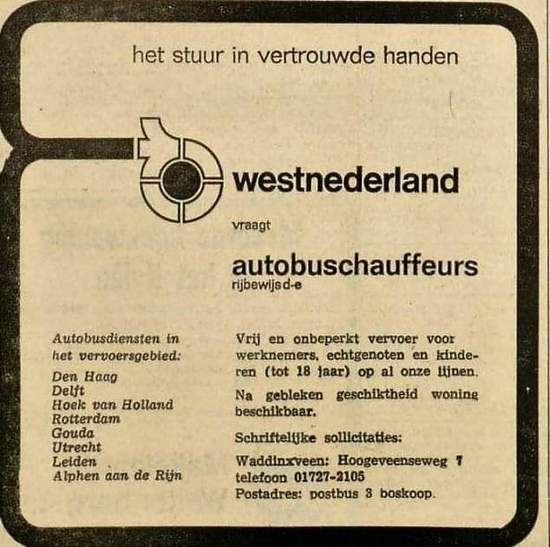 het stuur in vertrouwde handen
westnederland
vraagt
autobuschauffeurs
rijbewijs d-e
Autobusdiensten in
het vervoersgebied:
Den Haag
Delft
Hoek van Holland
Rotterdam
Gouda
Utrecht
Leiden
Alphen aan de Rijn
Vrij en onbeperkt vervoer voor
werknemers, echtgenoten en kinde-
ren (tot 18 jaar) op al onze lijnen.
Na gebleken geschiktheid woning
beschikbaar.
Schriftelijke sollicitaties:
Waddinxveen: Hoogeveenseweg 7
telefoon 01727-2105
Postadres: postbus 3 boskoop.